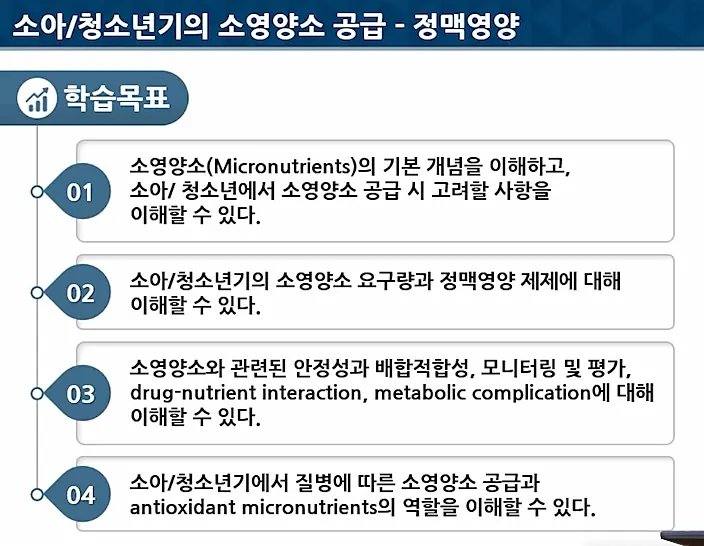 소아/청소년기의 소영양소 공급 - 정맥영양
학습목표
01
소영양소(Micronutrients)의 기본 개념을 이해하고,
소아/ 청소년에서 소영양소 공급 시 고려할 사항을
이해할 수 있다.
02
소아/청소년기의 소영양소 요구량과 정맥영양 제제에 대해
이해할 수 있다.
03
소영양소와 관련된 안정성과 배합적합성, 모니터링 및 평가,
drug-nutrient interaction, metabolic complication에 대해
이해할 수 있다.
04
소아/청소년기에서 질병에 따른 소영양소 공급과
antioxidant micronutrients의 역할을 이해할 수 있다.